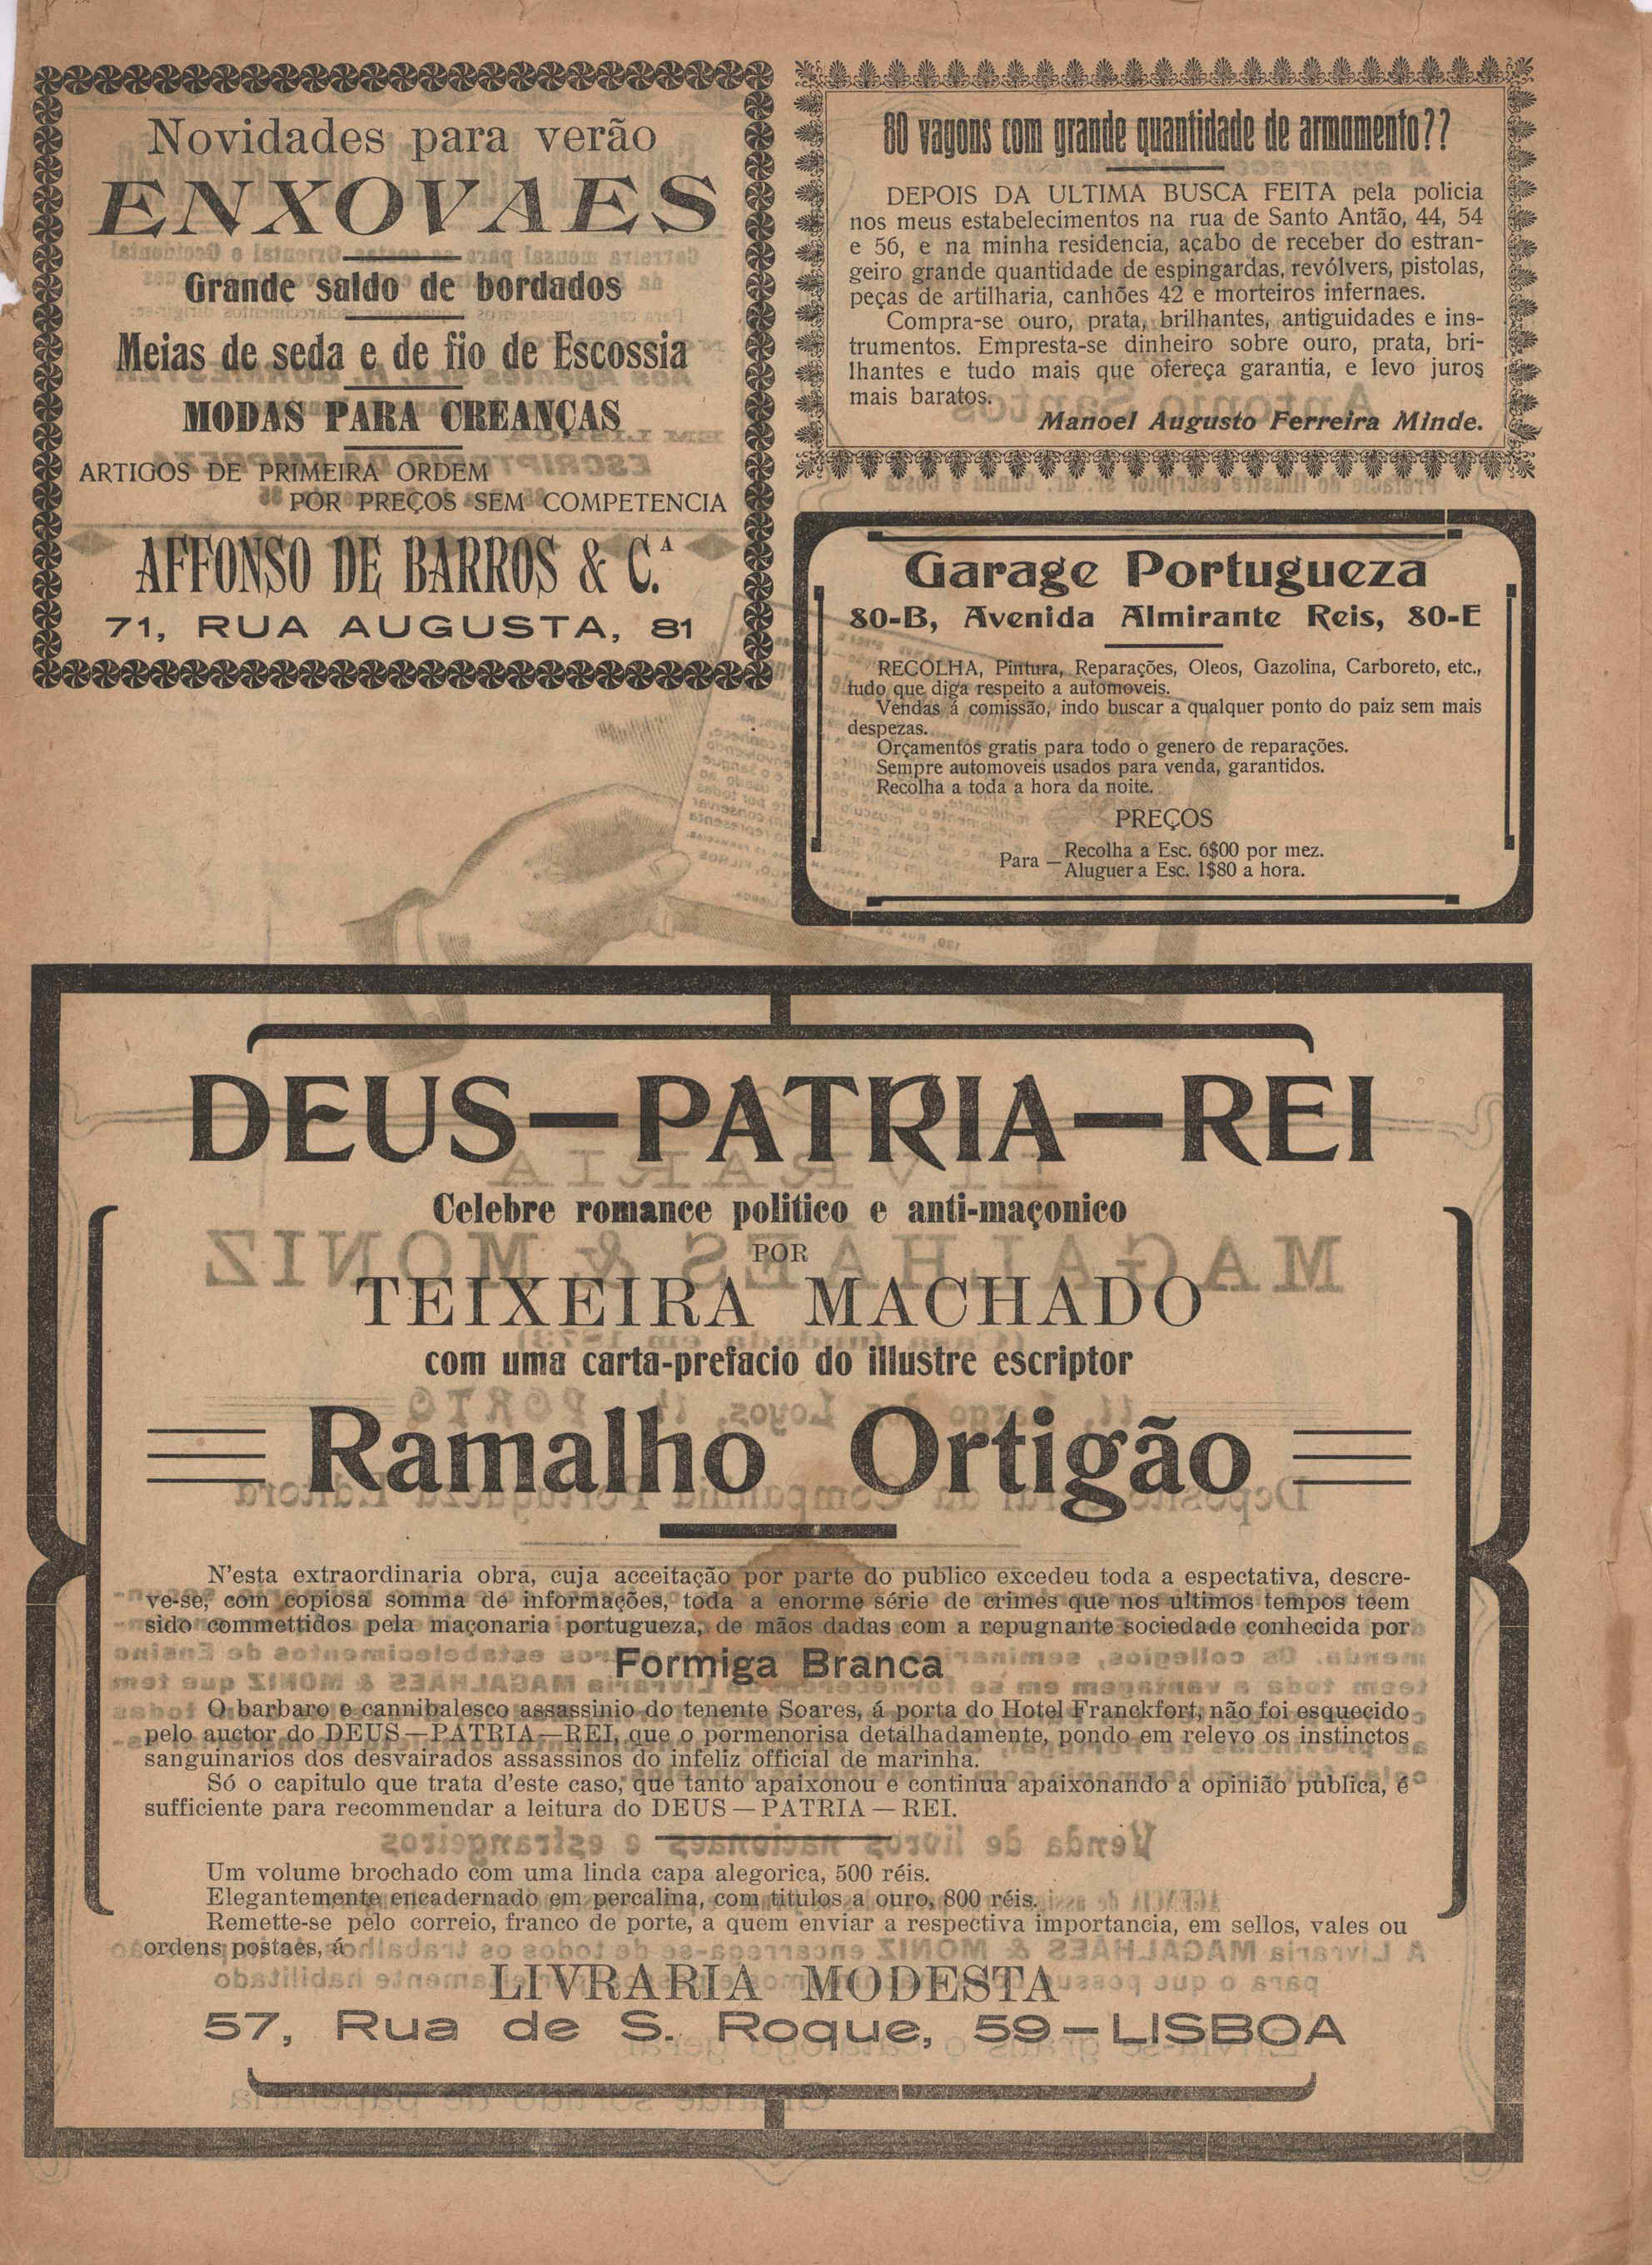 Novidades para verão
ENXOVAES
Grande saldo de bordados
Meias de seda e de fio de Escossia
MODAS PARA CREANÇAS
ARTIGOS DE PRIMEIRA ORDEM
POR PREÇOS SEM COMPETENCIA
AFFONSO DE BARROS & C.ᴬ
71, RUA AUGUSTA, 81
80 vagons com grande quantidade de armamento??
DEPOIS DA ULTIMA BUSCA FEITA pela policia
nos meus estabelecimentos na rua de Santo Antão, 44, 54
e 56, e na minha residencia, acabo de receber do estran-
geiro grande quantidade de espingardas, revólvers, pistolas,
peças de artilharia, canhões 42 e morteiros infernaes.
Compra-se ouro, prata, brilhantes, antiguidades e ins-
trumentos. Empresta-se dinheiro sobre ouro, prata, bri-
lhantes e tudo mais que ofereça garantia, e levo juros
mais baratos.
Manoel Augusto Ferreira Minde.
Garage Portugueza
80-B, Avenida Almirante Reis, 80-E
RECOLHA, Pintura, Reparações, Oleos, Gazolina, Carboreto, etc.,
tudo que diga respeito a automoveis.
Vendas á comissão, indo buscar a qualquer ponto do paiz sem mais
despezas.
Orçamentos gratis para todo o genero de reparações.
Sempre automoveis usados para venda, garantidos.
Recolha a toda a hora da noite.
PREÇOS
Para — Recolha a Esc. 6$00 por mez.
Aluguer a Esc. 1$80 a hora.
DEUS—PATRIA—REI
Celebre romance politico e anti-maçonico
POR
TEIXEIRA MACHADO
com uma carta-prefacio do illustre escriptor
Ramalho Ortigão
N'esta extraordinaria obra, cuja acceitação por parte do publico excedeu toda a espectativa, descre-
ve-se, com copiosa somma de informações, toda a enorme série de crimes que nos ultimos tempos teem
sido commettidos pela maçonaria portugueza, de mãos dadas com a repugnante sociedade conhecida por
Formiga Branca
O barbaro e cannibalesco assassinio do tenente Soares, á porta do Hotel Franckfort, não foi esquecido
pelo auctor do DEUS—PATRIA—REI, que o pormenorisa detalhadamente, pondo em relevo os instinctos
sanguinarios dos desvairados assassinos do infeliz official de marinha.
Só o capitulo que trata d'este caso, que tanto apaixonou e continua apaixonando a opinião publica, é
sufficiente para recommendar a leitura do DEUS — PATRIA — REI.
Um volume brochado com uma linda capa alegorica, 500 réis.
Elegantemente encadernado em percalina, com titulos a ouro, 800 réis.
Remette-se pelo correio, franco de porte, a quem enviar a respectiva importancia, em sellos, vales ou
ordens postaes, á
LIVRARIA MODESTA
57, Rua de S. Roque, 59 — LISBOA